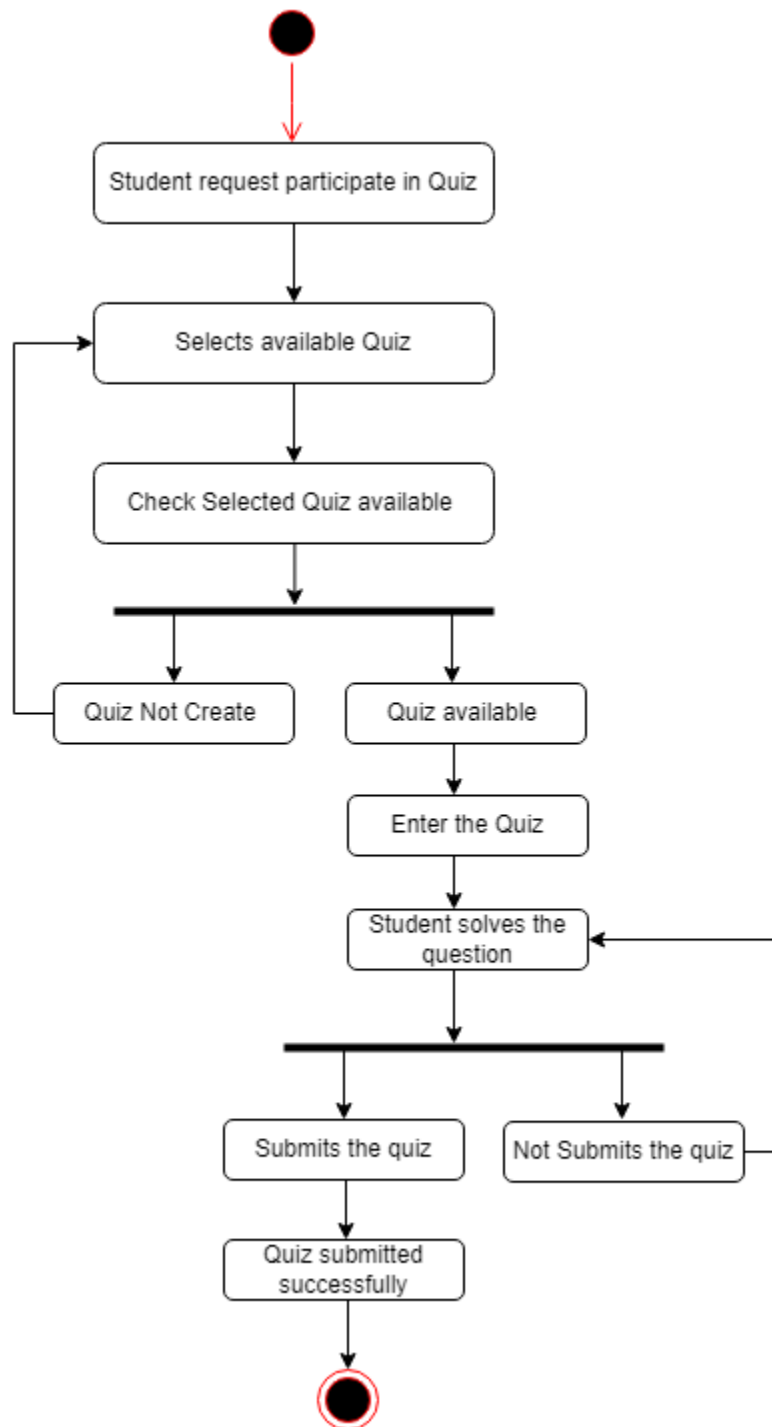 Student request participate in Quiz
Selects available Quiz
Check Selected Quiz available
Quiz Not Create
Quiz available
Enter the Quiz
Student solves the
question
Submits the quiz
Not Submits the quiz
Quiz submitted
successfully